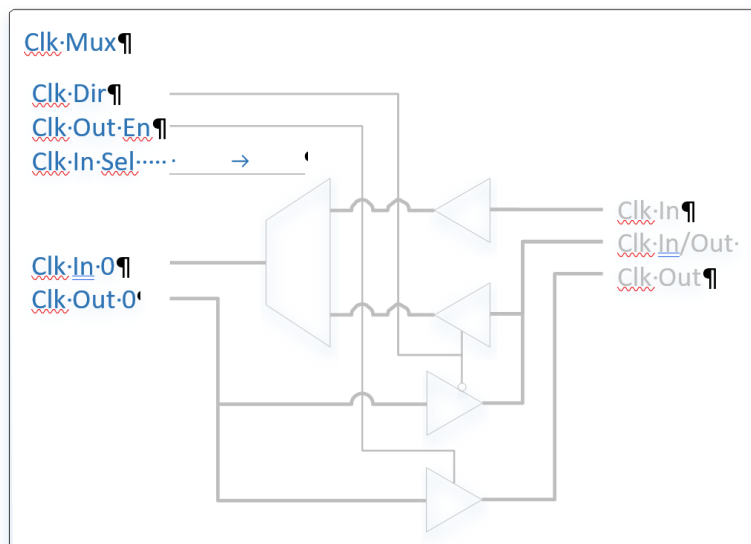 Clk Mux
Clk Dir
Clk Out En
Clk In Sel
Clk In 0
Clk Out 0
Clk In
Clk In/Out
Clk Out